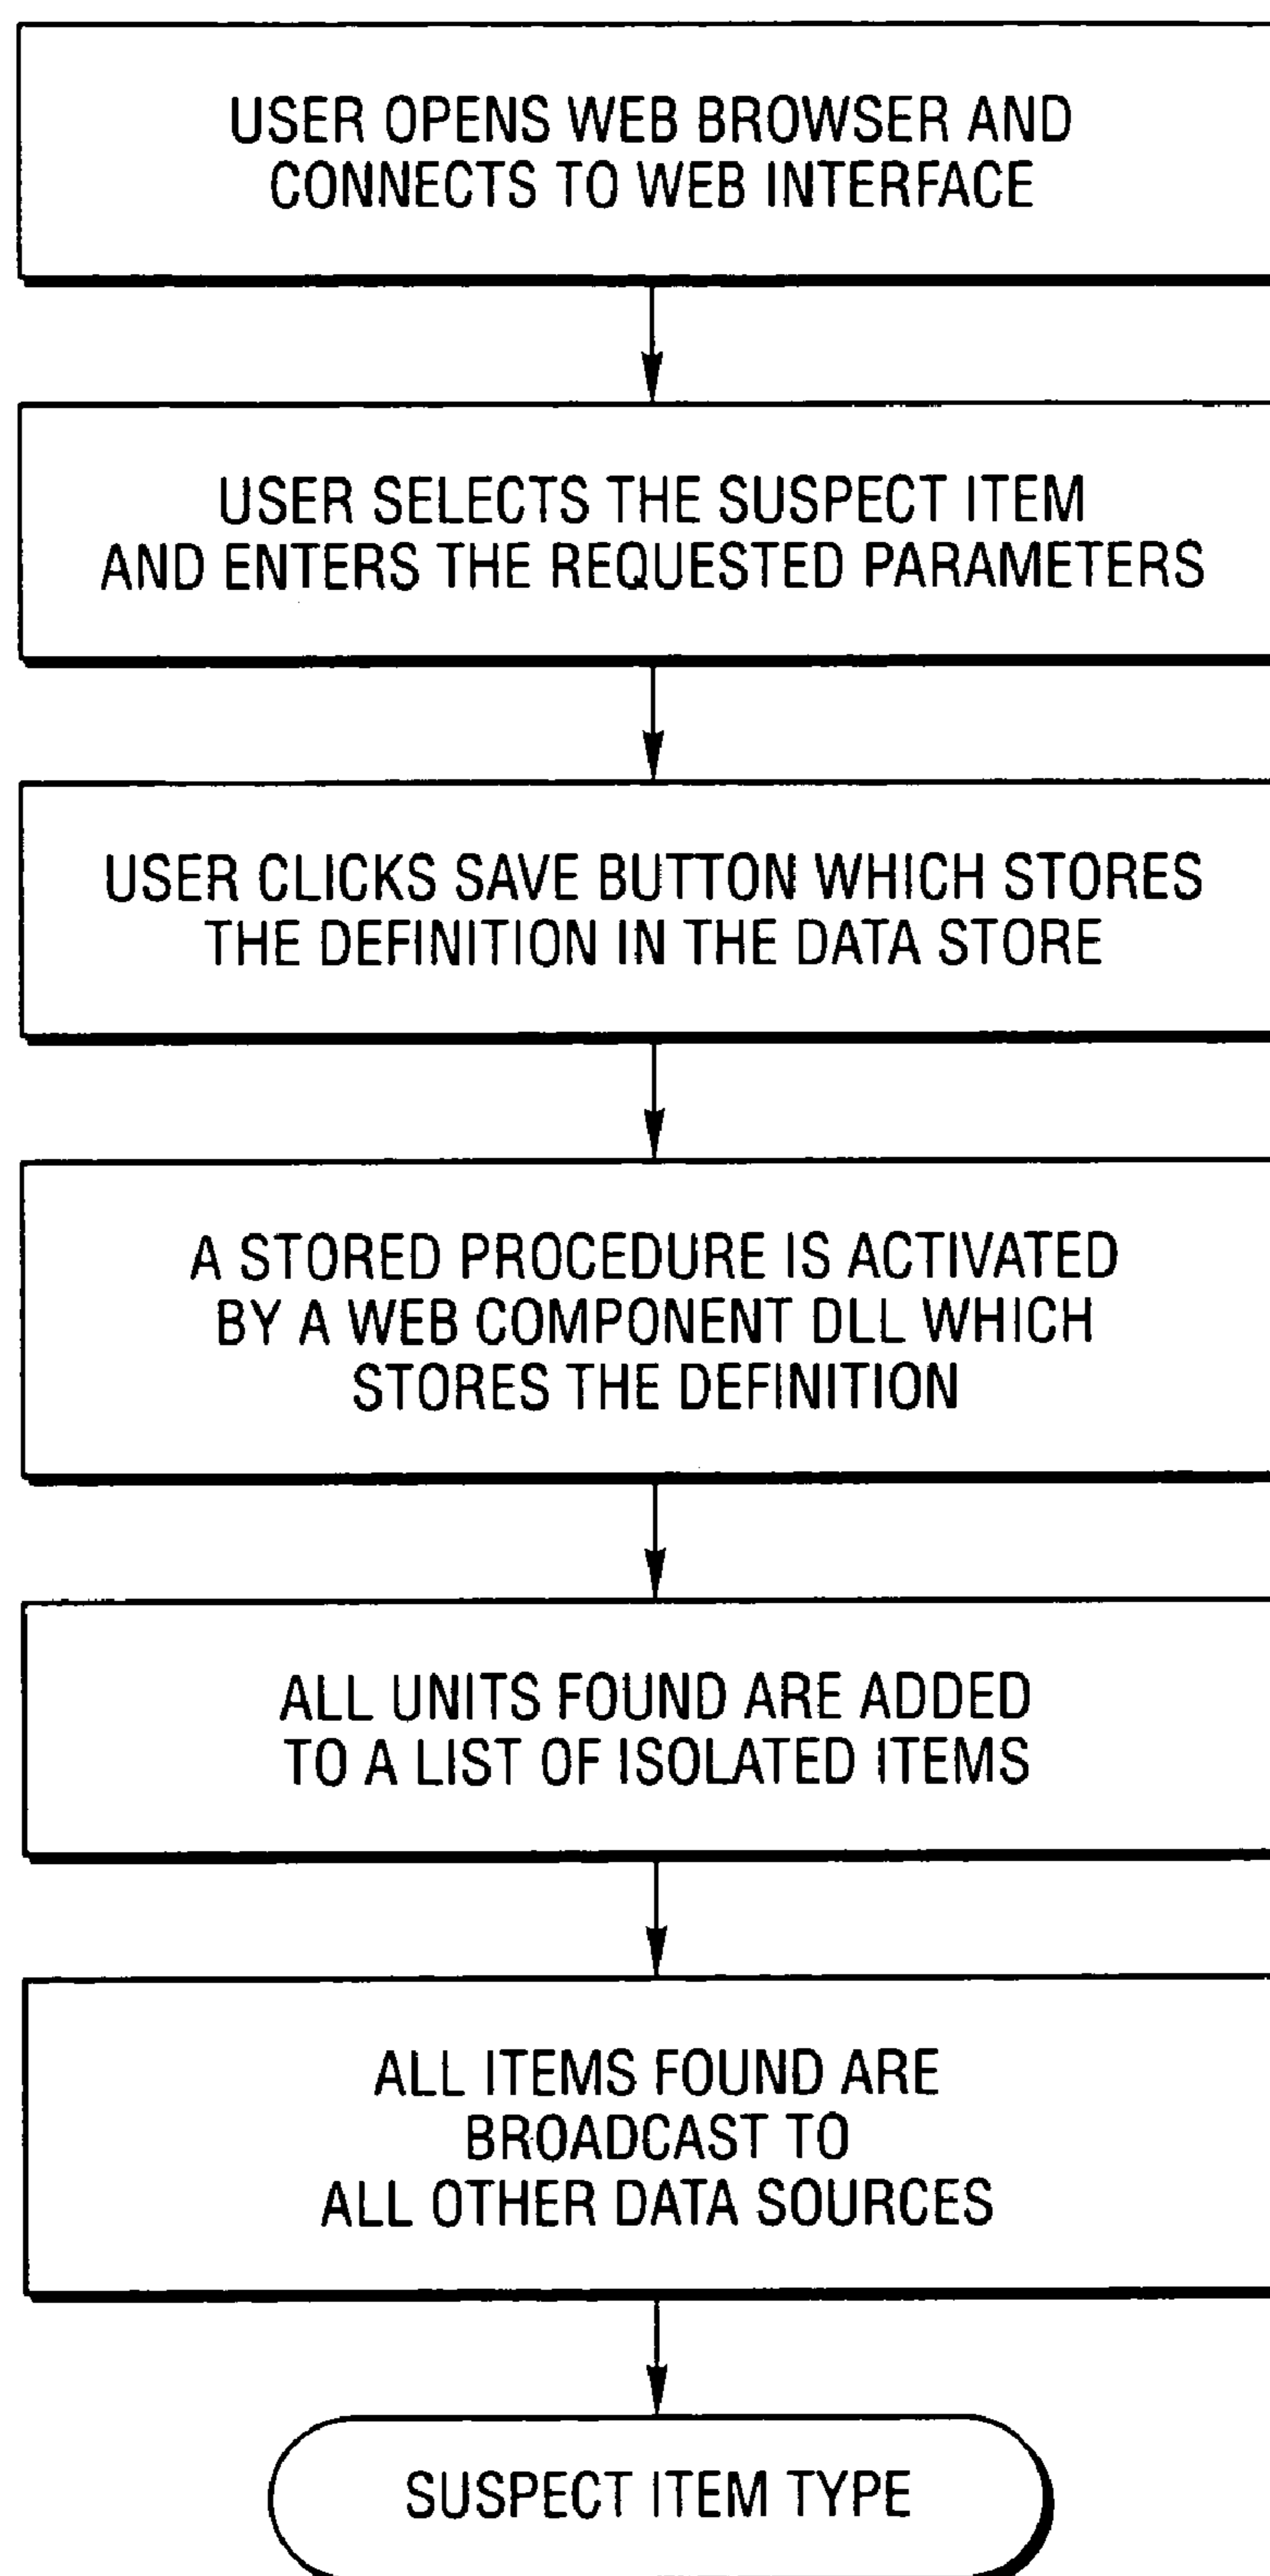 USER OPENS WEB BROWSER AND
CONNECTS TO WEB INTERFACE
USER SELECTS THE SUSPECT ITEM
AND ENTERS THE REQUESTED PARAMETERS
USER CLICKS SAVE BUTTON WHICH STORES
THE DEFINITION IN THE DATA STORE
A STORED PROCEDURE IS ACTIVATED
BY A WEB COMPONENT DLL WHICH
STORES THE DEFINITION
ALL UNITS FOUND ARE ADDED
TO A LIST OF ISOLATED ITEMS
ALL ITEMS FOUND ARE
BROADCAST TO
ALL OTHER DATA SOURCES
SUSPECT ITEM TYPE